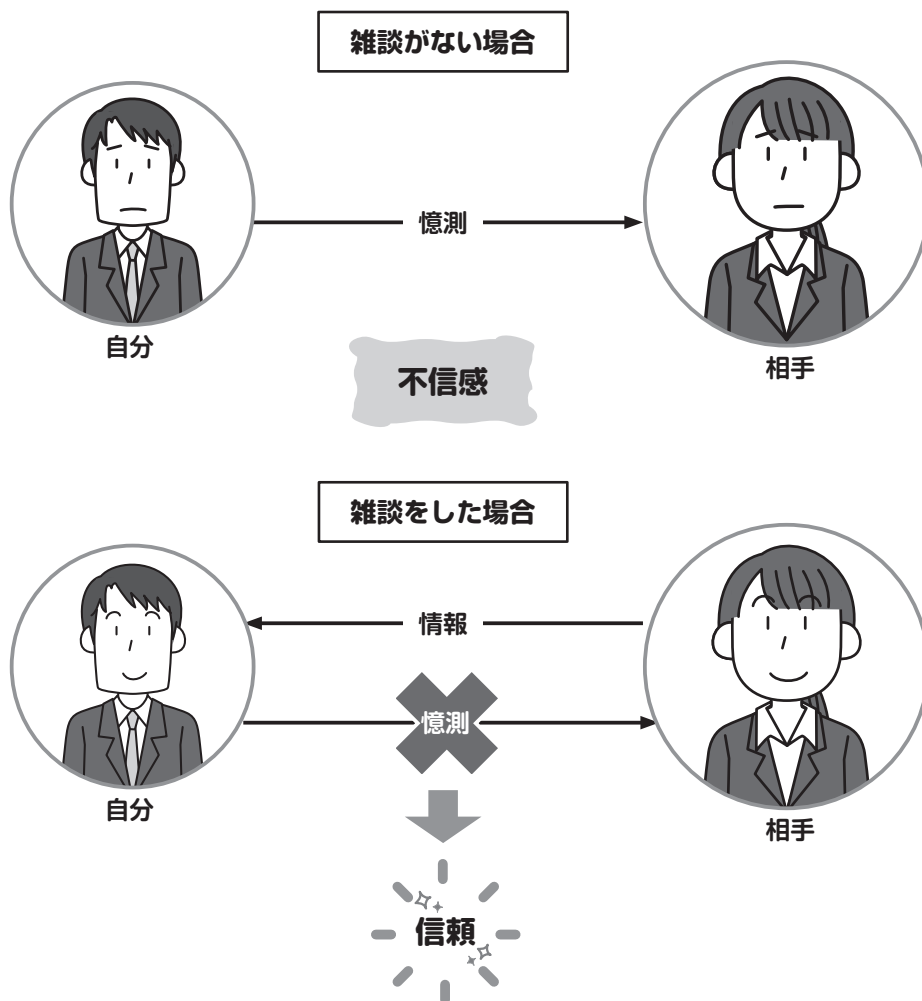 雑談がない場合
憶測
自分
相手
不信感
雑談をした場合
情報
憶測
自分
相手
信頼